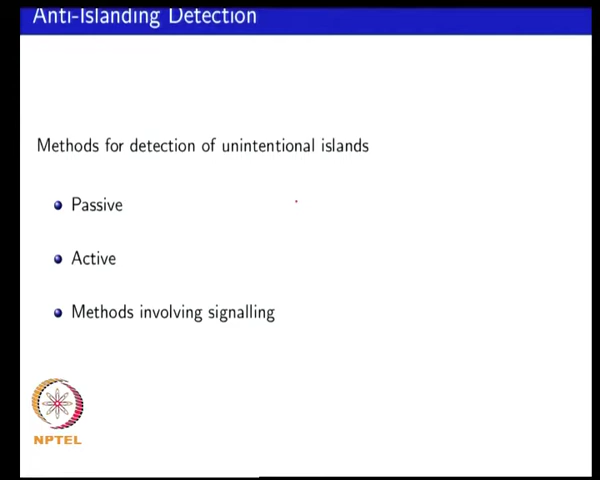 Anti-Islanding Detection
Methods for detection of unintentional islands
Passive
Active
Methods involving signalling
NPTEL